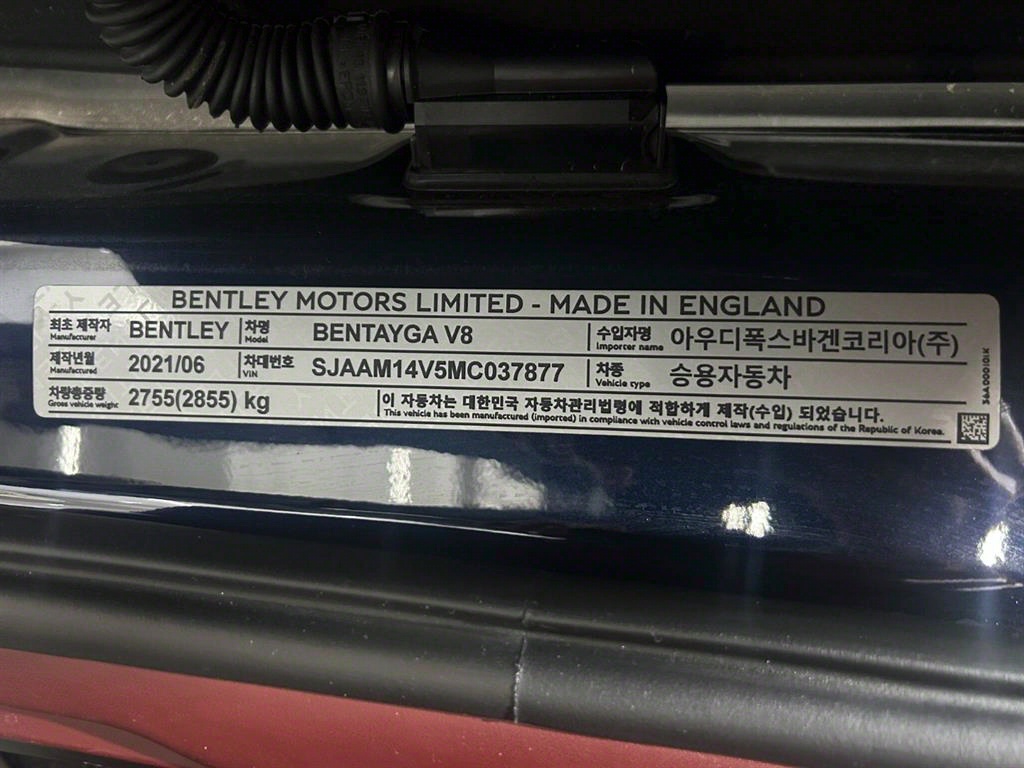 BENTLEY MOTORS LIMITED - MADE IN ENGLAND
최초 제작자 Manufacturer BENTLEY 차명 Model BENTAYGA V8 수입자명 Importer name 아우디폭스바겐코리아(주)
제작년월 Manufactured 2021/06 차대번호 VIN SJAAM14V5MC037877 차종 Vehicle type 승용자동차
차량총중량 Gross vehicle weight 2755(2855) kg 이 자동차는 대한민국 자동차관리법령에 적합하게 제작(수입) 되었습니다.
This vehicle has been manufactured (imported) in compliance with vehicle control laws and regulations of the Republic of Korea.
36A000101K